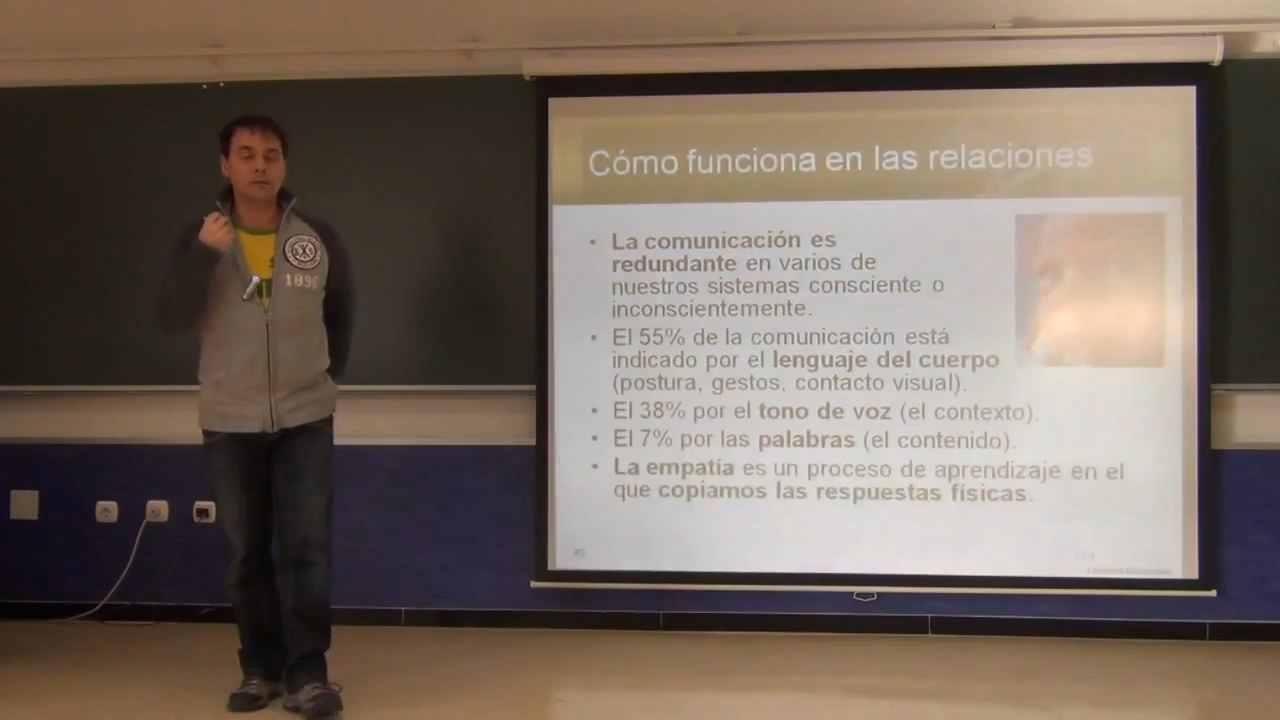 Cómo funciona en las relaciones
• La comunicación es
redundante en varios de
nuestros sistemas consciente o
inconscientemente.
• El 55% de la comunicación está
indicado por el lenguaje del cuerpo
(postura, gestos, contacto visual).
• El 38% por el tono de voz (el contexto).
• El 7% por las palabras (el contenido).
• La empatía es un proceso de aprendizaje en el
que copiamos las respuestas físicas.
1896